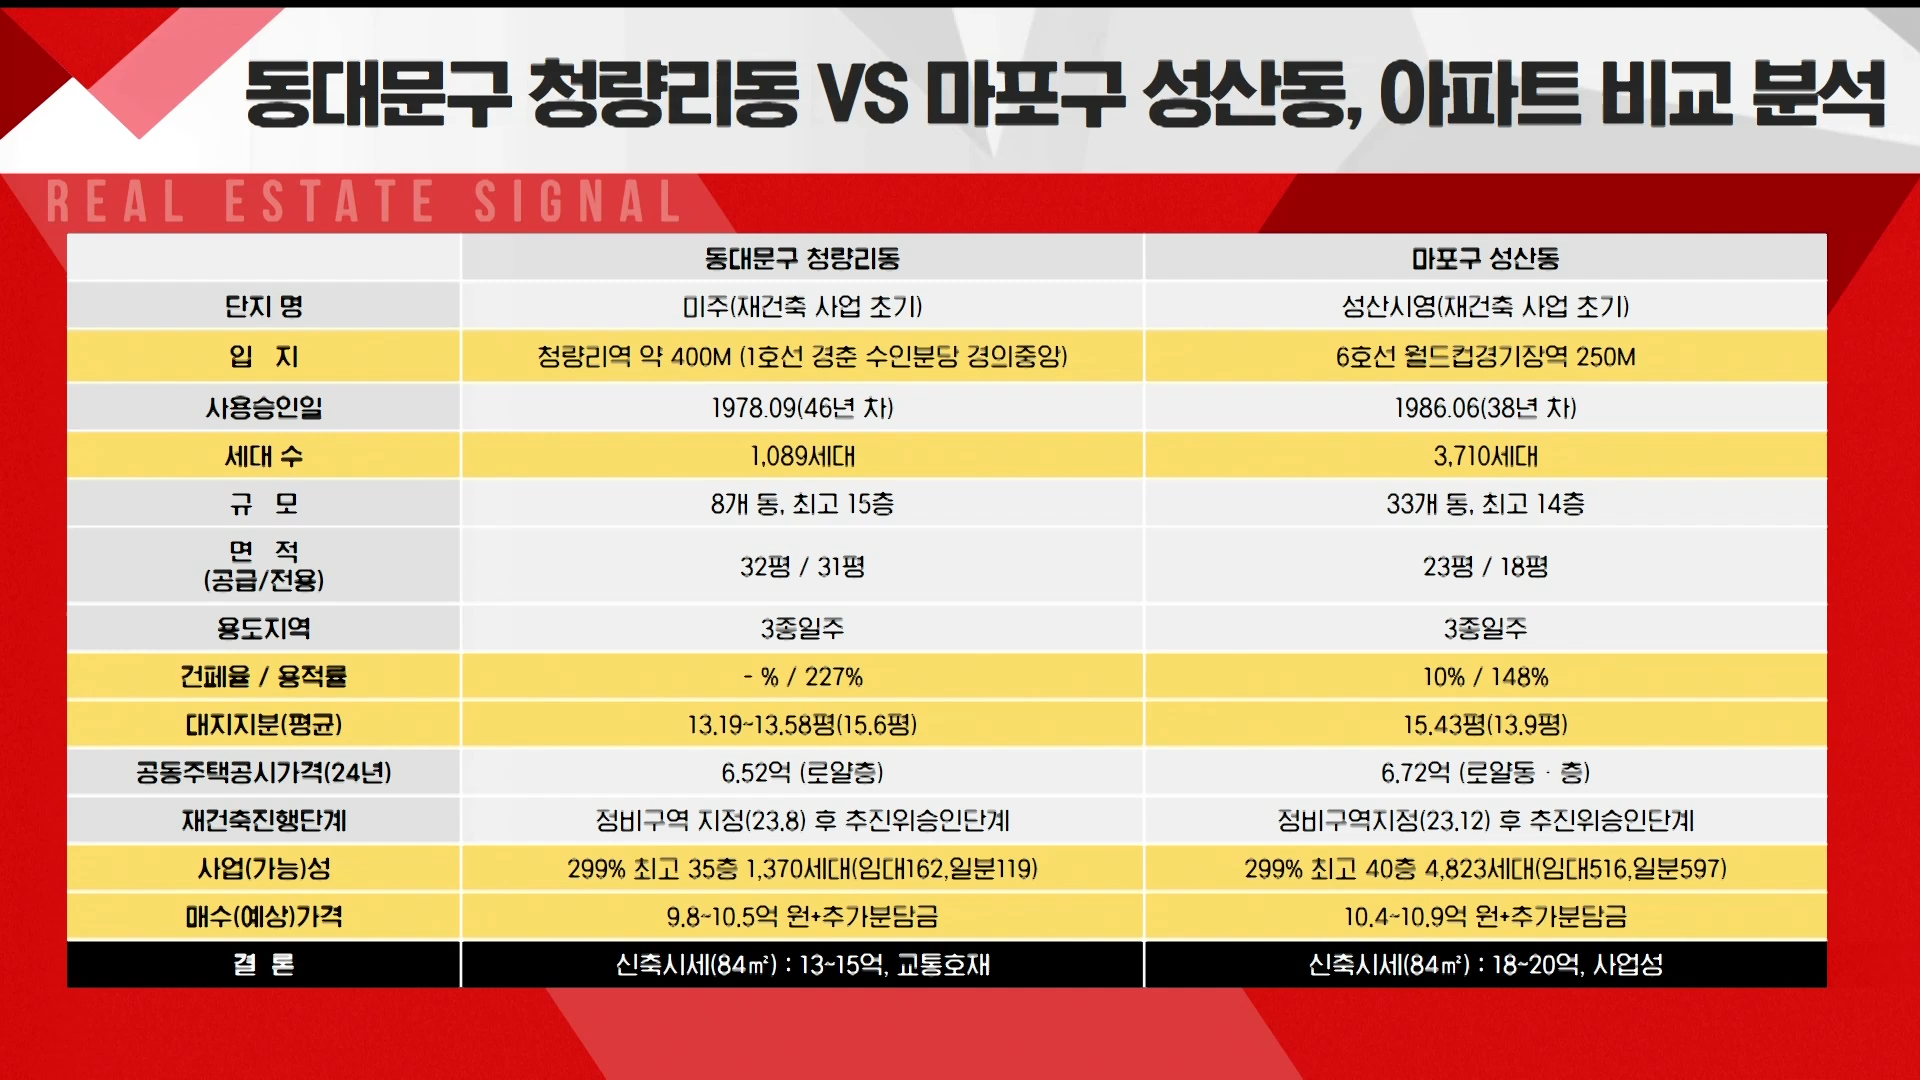 동대문구 청량리동 VS 마포구 성산동, 아파트 비교 분석
REAL ESTATE SIGNAL
동대문구 청량리동 마포구 성산동
단지 명 미주(재건축 사업 초기) 성산시영(재건축 사업 초기)
입 지 청량리역 약 400M (1호선 경춘 수인분당 경의중앙) 6호선 월드컵경기장역 250M
사용승인일 1978.09(46년 차) 1986.06(38년 차)
세대 수 1,089세대 3,710세대
규 모 8개 동, 최고 15층 33개 동, 최고 14층
면 적
(공급/전용) 32평 / 31평 23평 / 18평
용도지역 3종일주 3종일주
건폐율 / 용적률 - % / 227% 10% / 148%
대지지분(평균) 13.19~13.58평(15.6평) 15.43평(13.9평)
공동주택공시가격(24년) 6.52억 (로얄층) 6.72억 (로얄동 · 층)
재건축진행단계 정비구역 지정(23.8) 후 추진위승인단계 정비구역지정(23.12) 후 추진위승인단계
사업(가능)성 299% 최고 35층 1,370세대(임대162,일분119) 299% 최고 40층 4,823세대(임대516,일분597)
매수(예상)가격 9.8~10.5억 원+추가분담금 10.4~10.9억 원+추가분담금
결 론 신축시세(84㎡) : 13~15억, 교통호재 신축시세(84㎡) : 18~20억, 사업성